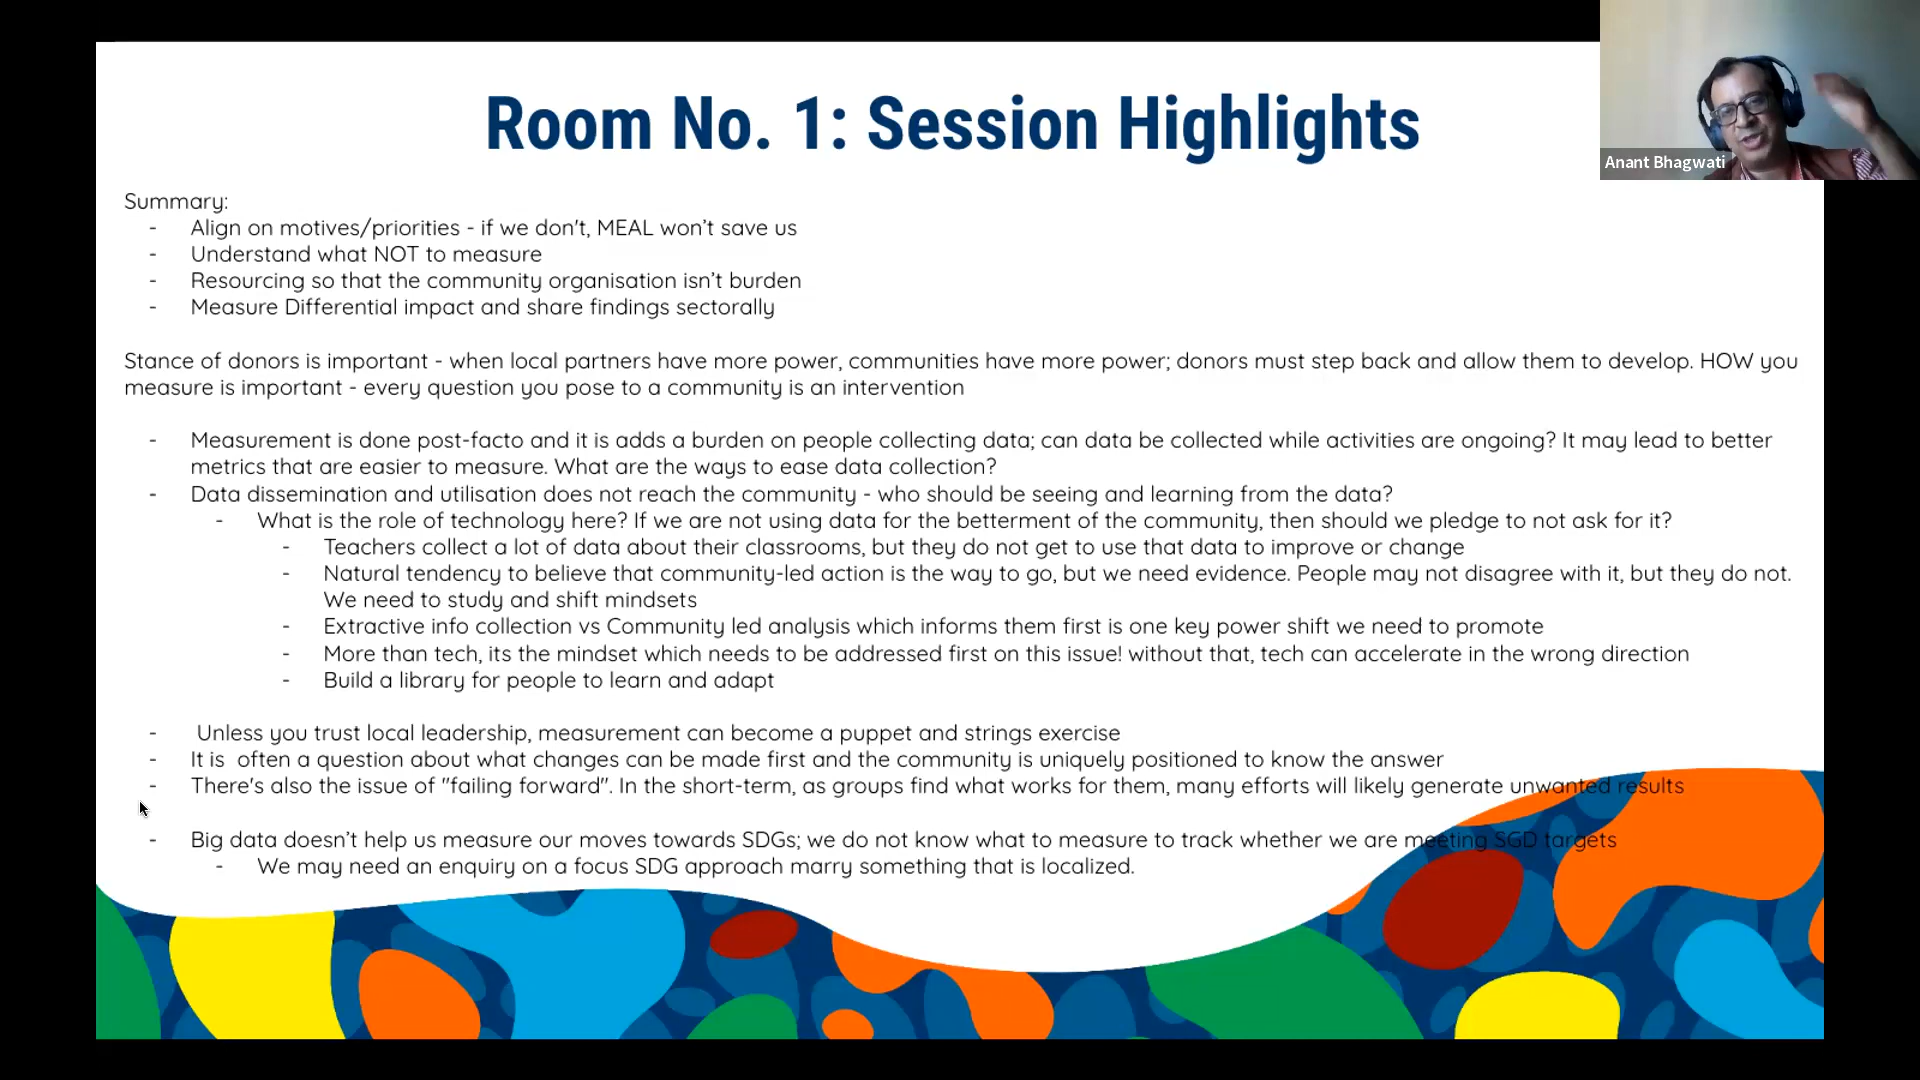 Room No. 1: Session Highlights
Anant Bhagwati
Summary:
- Align on motives/priorities - if we don't, MEAL won’t save us
- Understand what NOT to measure
- Resourcing so that the community organisation isn’t burden
- Measure Differential impact and share findings sectorally
Stance of donors is important - when local partners have more power, communities have more power; donors must step back and allow them to develop. HOW you
measure is important - every question you pose to a community is an intervention
- Measurement is done post-facto and it is adds a burden on people collecting data; can data be collected while activities are ongoing? It may lead to better
metrics that are easier to measure. What are the ways to ease data collection?
- Data dissemination and utilisation does not reach the community - who should be seeing and learning from the data?
- What is the role of technology here? If we are not using data for the betterment of the community, then should we pledge to not ask for it?
- Teachers collect a lot of data about their classrooms, but they do not get to use that data to improve or change
- Natural tendency to believe that community-led action is the way to go, but we need evidence. People may not disagree with it, but they do not.
We need to study and shift mindsets
- Extractive info collection vs Community led analysis which informs them first is one key power shift we need to promote
- More than tech, its the mindset which needs to be addressed first on this issue! without that, tech can accelerate in the wrong direction
- Build a library for people to learn and adapt
- Unless you trust local leadership, measurement can become a puppet and strings exercise
- It is often a question about what changes can be made first and the community is uniquely positioned to know the answer
- There's also the issue of "failing forward". In the short-term, as groups find what works for them, many efforts will likely generate unwanted results
- Big data doesn’t help us measure our moves towards SDGs; we do not know what to measure to track whether we are meeting SGD targets
- We may need an enquiry on a focus SDG approach marry something that is localized.